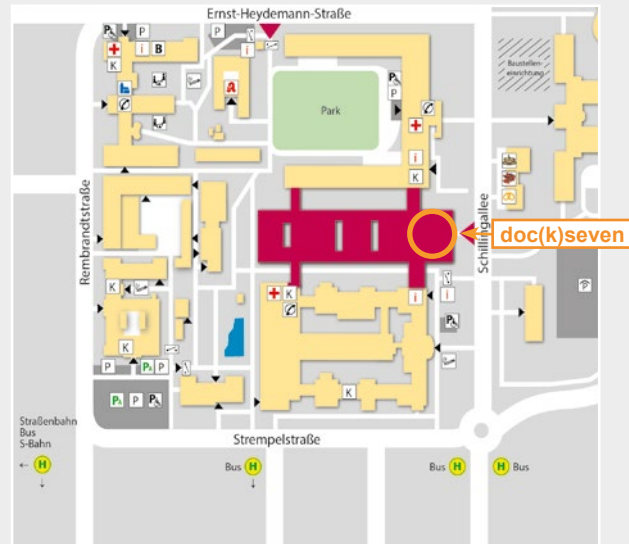 Ernst-Heydemann-Straße
P
P
i
B
K
i
Baustellen-
einrichtung
P
Park
i
K
Rembrandtstraße
Schillingallee
doc(k)seven
K
K
i
i
K
P
K
P
P
P
P
K
P
P
Straßenbahn
Bus
S-Bahn
Strempelstraße
H
Bus H
Bus H
H Bus